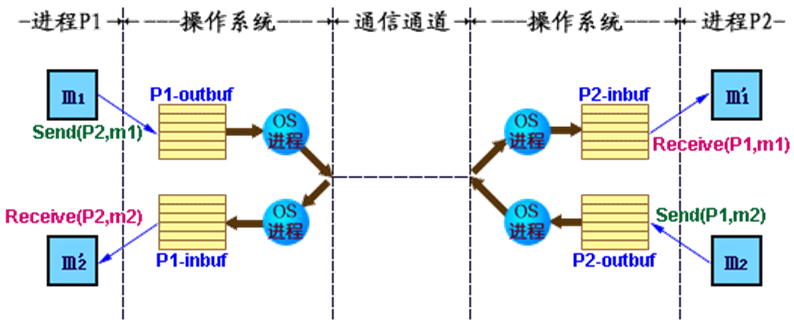 进程P1
操作系统
通信通道
操作系统
进程P2
m1
P1-outbuf
OS
进程
P2-inbuf
OS
进程
m′1
Send(P2,m1)
Receive(P1,m1)
Receive(P2,m2)
OS
进程
P1-inbuf
OS
进程
P2-outbuf
Send(P1,m2)
m′2
m2